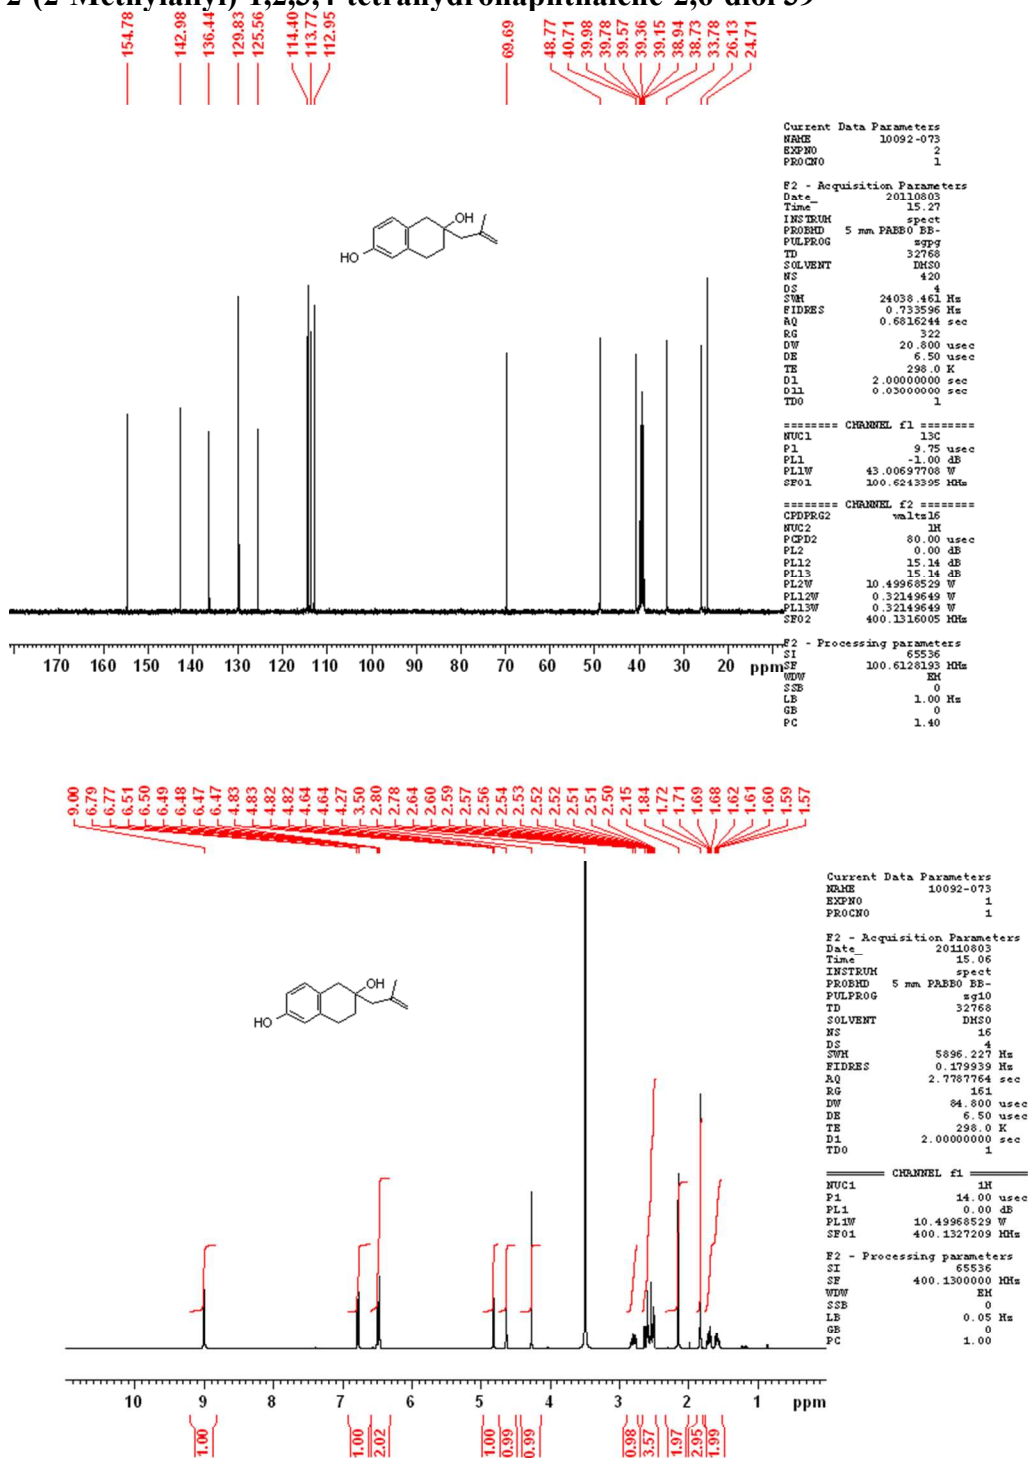 2-(2-Methylallyl)-1,2,3,4-tetrahydronaphthalene-2,6-diol 39
154.78
142.98
136.44
129.83
125.56
114.40
113.77
112.95
69.69
48.77
40.71
39.98
39.78
39.57
39.36
39.15
38.94
38.73
33.78
26.13
24.71
OH
HO
Current Data Parameters
NAME 10092-073
EXPNO 2
PROCNO 1
F2 - Acquisition Parameters
Date_ 20110803
Time 15.27
INSTRUM spect
PROBHD 5 mm PABBO BB-
PULPROG zgpg
TD 32768
SOLVENT DMSO
NS 420
DS 4
SWH 24038.461 Hz
FIDRES 0.733596 Hz
AQ 0.6816244 sec
RG 322
DW 20.800 usec
DE 6.50 usec
TE 298.0 K
D1 2.00000000 sec
D11 0.03000000 sec
TD0 1
======== CHANNEL f1 ========
NUC1 13C
P1 9.75 usec
PL1 -1.00 dB
PL1W 43.00697708 W
SFO1 100.6243395 MHz
======== CHANNEL f2 ========
CPDPRG2 waltz16
NUC2 1H
PCPD2 80.00 usec
PL2 0.00 dB
PL12 15.14 dB
PL13 15.14 dB
PL2W 10.49968529 W
PL12W 0.32149649 W
PL13W 0.32149649 W
SFO2 400.1316005 MHz
F2 - Processing parameters
SI 65536
SF 100.6128193 MHz
WDW EM
SSB 0
LB 1.00 Hz
GB 0
PC 1.40
170 160 150 140 130 120 110 100 90 80 70 60 50 40 30 20 ppm
9.00
6.79
6.77
6.51
6.50
6.49
6.48
6.47
6.47
4.83
4.83
4.82
4.82
4.64
4.64
4.27
3.50
2.80
2.78
2.64
2.60
2.59
2.57
2.56
2.54
2.53
2.52
2.52
2.51
2.51
2.50
2.15
1.84
1.72
1.71
1.69
1.68
1.62
1.61
1.60
1.59
1.57
OH
HO
Current Data Parameters
NAME 10092-073
EXPNO 1
PROCNO 1
F2 - Acquisition Parameters
Date_ 20110803
Time 15.06
INSTRUM spect
PROBHD 5 mm PABBO BB-
PULPROG zg10
TD 32768
SOLVENT DMSO
NS 16
DS 4
SWH 5896.227 Hz
FIDRES 0.179939 Hz
AQ 2.7787764 sec
RG 161
DW 84.800 usec
DE 6.50 usec
TE 298.0 K
D1 2.00000000 sec
TD0 1
======== CHANNEL f1 ========
NUC1 1H
P1 14.00 usec
PL1 0.00 dB
PL1W 10.49968529 W
SFO1 400.1327209 MHz
F2 - Processing parameters
SI 65536
SF 400.1300000 MHz
WDW EM
SSB 0
LB 0.05 Hz
GB 0
PC 1.00
10 9 8 7 6 5 4 3 2 1 ppm
1.00
1.00
2.02
1.00
0.99
0.99
0.98
3.57
1.97
2.95
1.99